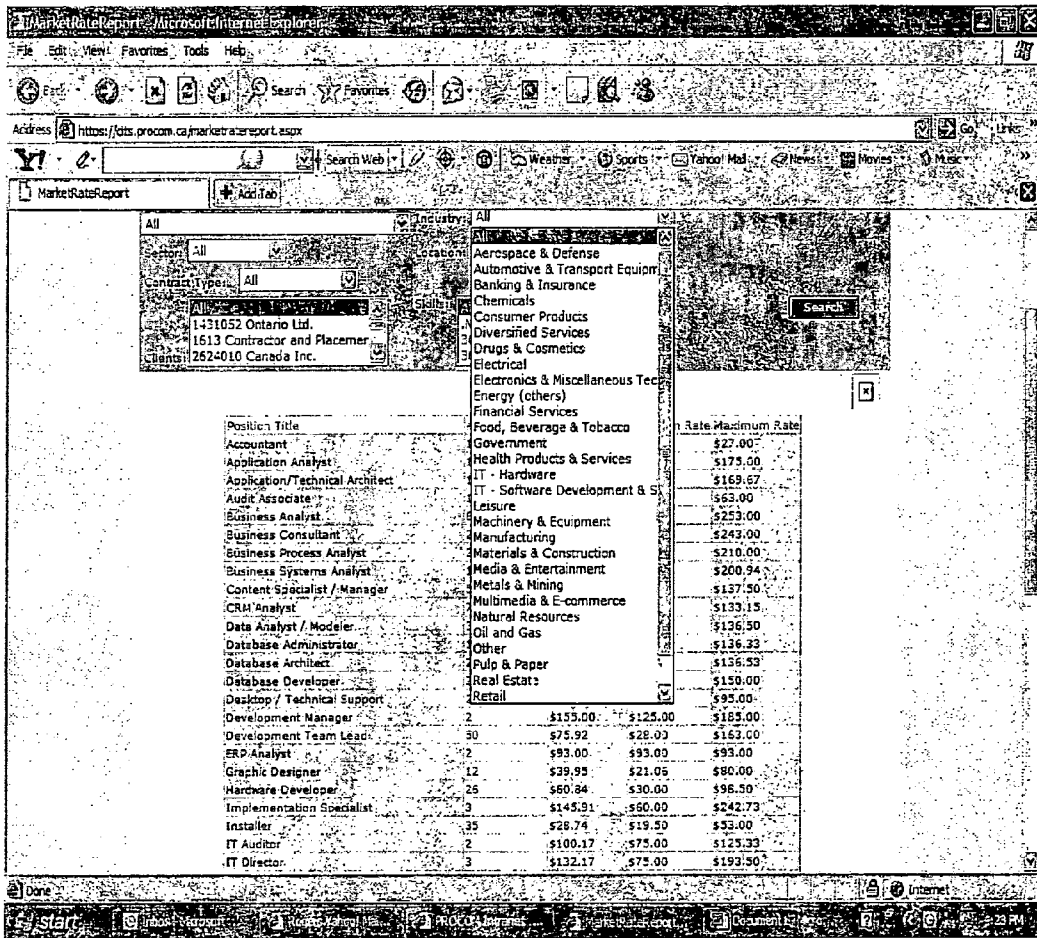 MarketRateReport - Microsoft Internet Explorer
File Edit View Favorites Tools Help
Back Search Favorites
Address https://dts.procom.ca/marketratereport.aspx Go Links
Y! Search Web Weather Sports Yahoo! Mail News Movies Music
MarketRateReport Add Tab
All Industry: All
Sector: All Location:
Contract Type: All
All
Search
1431052 Ontario Ltd.
1613 Contractor and Placemer
Clients: 2624010 Canada Inc.
All
Aerospace & Defense
Automotive & Transport Equipm
Banking & Insurance
Chemicals
Consumer Products
Diversified Services
Drugs & Cosmetics
Electrical
Electronics & Miscellaneous Tec
Energy (others)
Financial Services
Food, Beverage & Tobacco
Government
Health Products & Services
IT - Hardware
IT - Software Development & S
Leisure
Machinery & Equipment
Manufacturing
Materials & Construction
Media & Entertainment
Metals & Mining
Multimedia & E-commerce
Natural Resources
Oil and Gas
Other
Pulp & Paper
Real Estate
Retail
Position Title Rate Maximum Rate
Accountant $27.00
Application Analyst $175.00
Application/Technical Architect $169.67
Audit Associate $63.00
Business Analyst $253.00
Business Consultant $243.00
Business Process Analyst $210.00
Business Systems Analyst $200.94
Content Specialist / Manager $137.50
CRM Analyst $133.15
Data Analyst / Modeler $136.50
Database Administrator $136.33
Database Architect $136.53
Database Developer $150.00
Desktop / Technical Support $95.00
Development Manager 2 $155.00 $125.00 $185.00
Development Team Lead 30 $75.92 $28.00 $163.00
ERP Analyst $93.00 $93.00 $93.00
Graphic Designer 12 $39.95 $21.06 $80.00
Hardware Developer 26 $60.84 $30.00 $98.50
Implementation Specialist 3 $145.91 $60.00 $242.73
Installer 35 $28.74 $19.50 $53.00
IT Auditor 2 $100.17 $75.00 $125.33
IT Director 3 $132.17 $75.00 $193.50
Done Internet
start Inbox - Microsoft MarketRateReport Document 3:23 PM